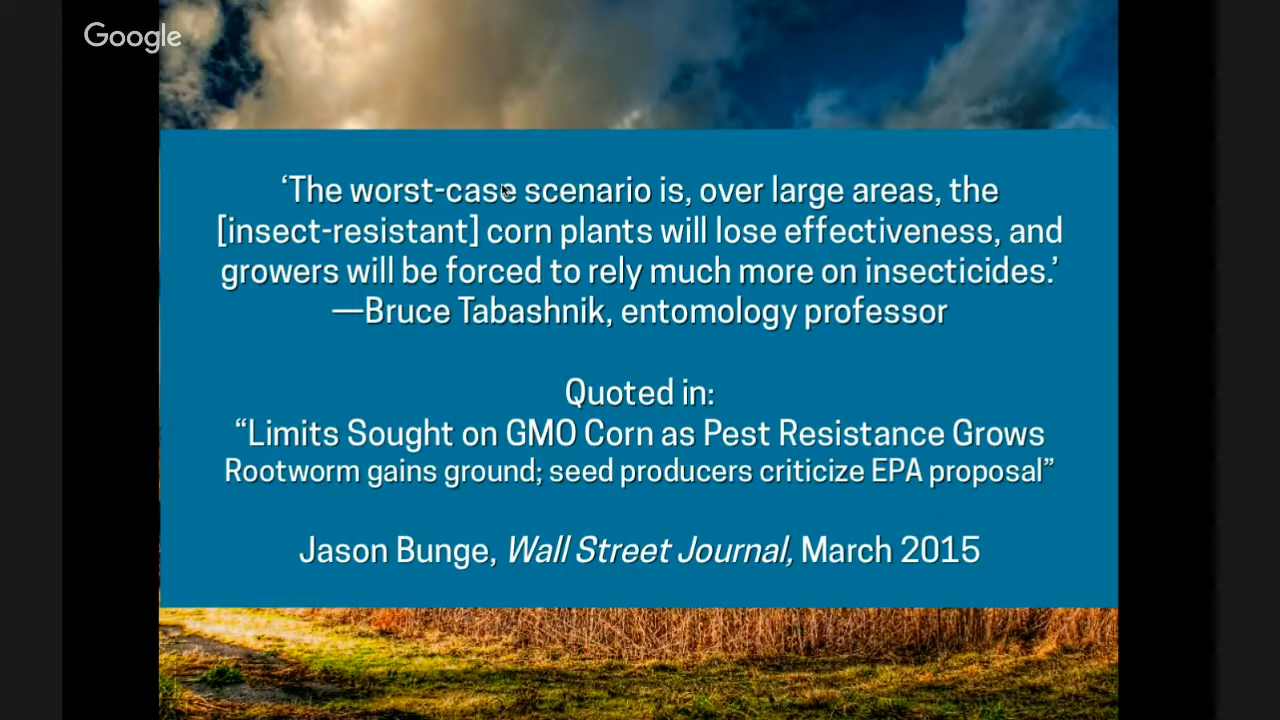 Google
‘The worst-case scenario is, over large areas, the
[insect-resistant] corn plants will lose effectiveness, and
growers will be forced to rely much more on insecticides.’
—Bruce Tabashnik, entomology professor
Quoted in:
“Limits Sought on GMO Corn as Pest Resistance Grows
Rootworm gains ground; seed producers criticize EPA proposal”
Jason Bunge, Wall Street Journal, March 2015